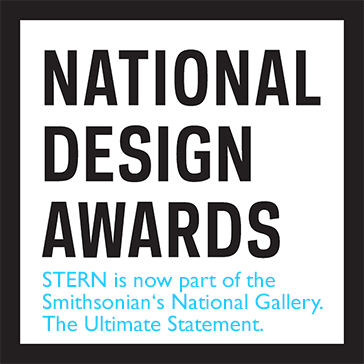 NATIONAL
DESIGN
AWARDS
STERN is now part of the
Smithsonian‘s National Gallery.
The Ultimate Statement.